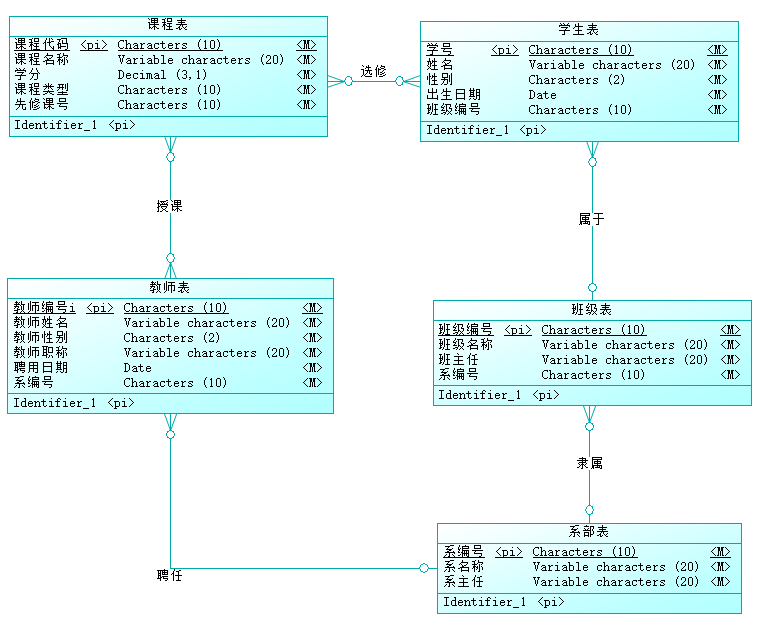 课程表
课程代码 <pi> Characters (10) <M>
课程名称 Variable characters (20) <M>
学分 Decimal (3,1) <M>
课程类型 Characters (10) <M>
先修课号 Characters (10) <M>
Identifier_1 <pi>
选修
学生表
学号 <pi> Characters (10) <M>
姓名 Variable characters (20) <M>
性别 Characters (2) <M>
出生日期 Date <M>
班级编号 Characters (10) <M>
Identifier_1 <pi>
授课
属于
教师表
教师编号i <pi> Characters (10) <M>
教师姓名 Variable characters (20) <M>
教师性别 Characters (2) <M>
教师职称 Variable characters (20) <M>
聘用日期 Date <M>
系编号 Characters (10) <M>
Identifier_1 <pi>
班级表
班级编号 <pi> Characters (10) <M>
班级名称 Variable characters (20) <M>
班主任 Variable characters (20) <M>
系编号 Characters (10) <M>
Identifier_1 <pi>
隶属
聘任
系部表
系编号 <pi> Characters (10) <M>
系名称 Variable characters (20) <M>
系主任 Variable characters (20) <M>
Identifier_1 <pi>